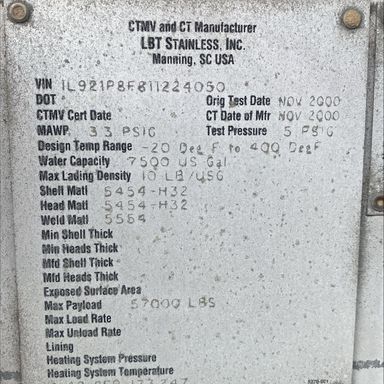 CTMV and CT Manufacturer
LBT STAINLESS, INC.
Manning, SC USA
VIN 1L921P8F811224050
DOT Orig Test Date NOV 2000
CTMV Cert Date CT Date of Mfr NOV 2000
MAWP 3.3 PSIG Test Pressure 5 PSIG
Design Temp Range -20 Deg F to 400 Deg F
Water Capacity 7500 US Gal
Max Lading Density 10 LB/USG
Shell Matl 5454-H32
Head Matl 5454-H32
Weld Matl 5554
Min Shell Thick
Min Heads Thick
Mfd Shell Thick
Mfd Heads Thick
Exposed Surface Area
Max Payload 57000 LBS
Max Load Rate
Max Unload Rate
Lining
Heating System Pressure
Heating System Temperature